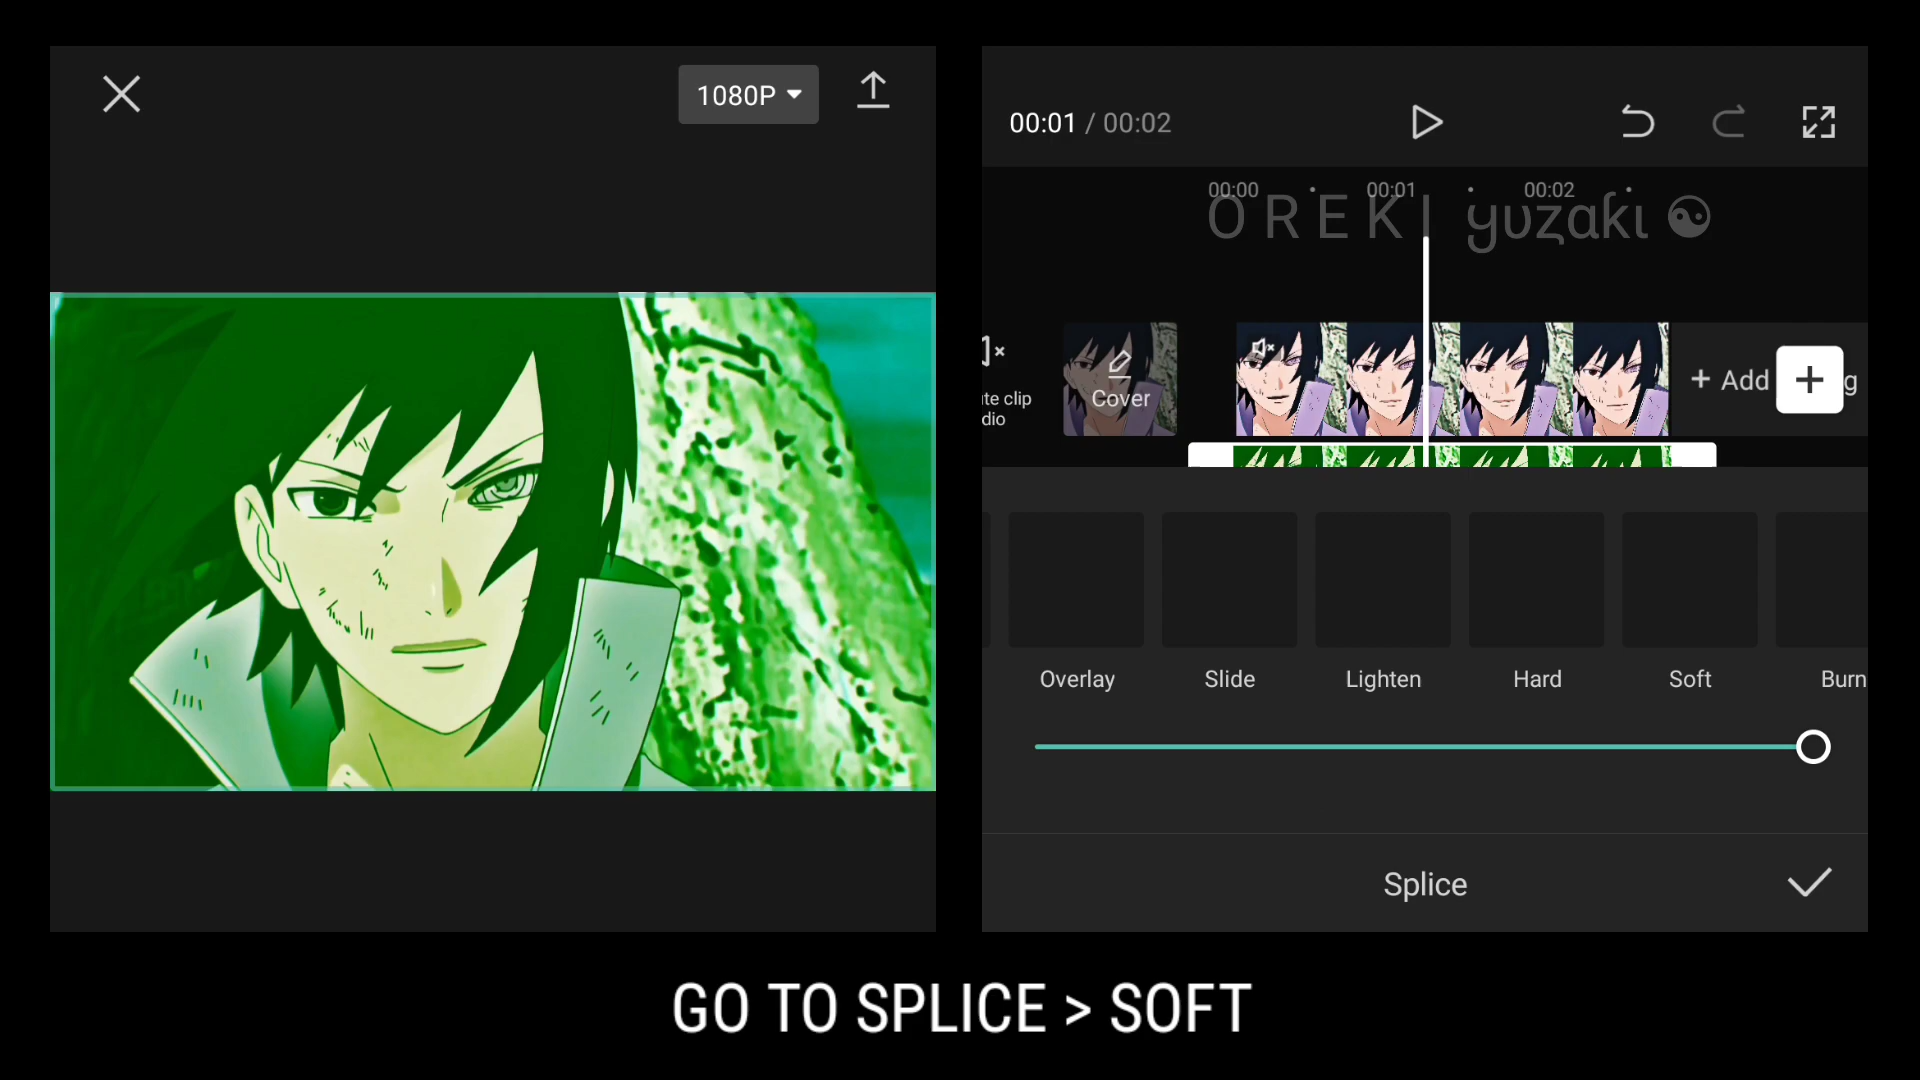 1080P
00:01 / 00:02
00:00 00:01 00:02
O R E K I yυzakι
te clip
dio
Cover
+ Add
g
Overlay Slide Lighten Hard Soft Burn
Splice
GO TO SPLICE > SOFT